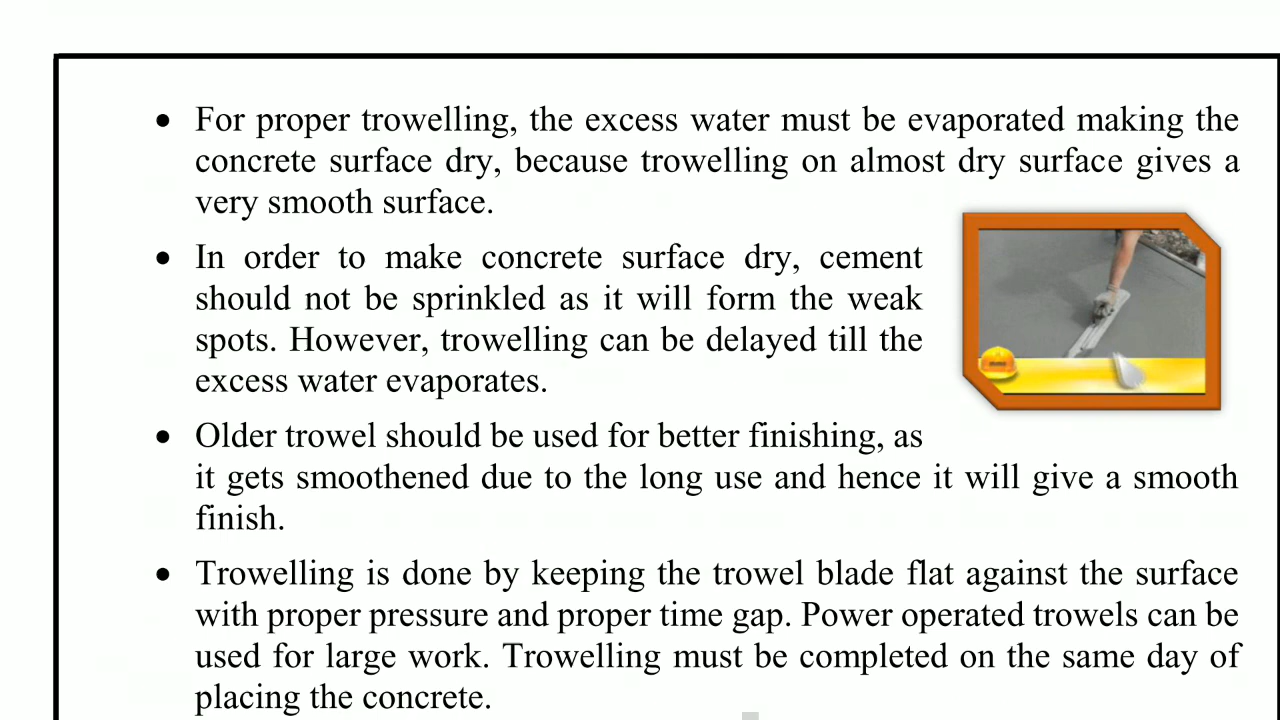 • For proper trowelling, the excess water must be evaporated making the
concrete surface dry, because trowelling on almost dry surface gives a
very smooth surface.
• In order to make concrete surface dry, cement
should not be sprinkled as it will form the weak
spots. However, trowelling can be delayed till the
excess water evaporates.
• Older trowel should be used for better finishing, as
it gets smoothened due to the long use and hence it will give a smooth
finish.
• Trowelling is done by keeping the trowel blade flat against the surface
with proper pressure and proper time gap. Power operated trowels can be
used for large work. Trowelling must be completed on the same day of
placing the concrete.